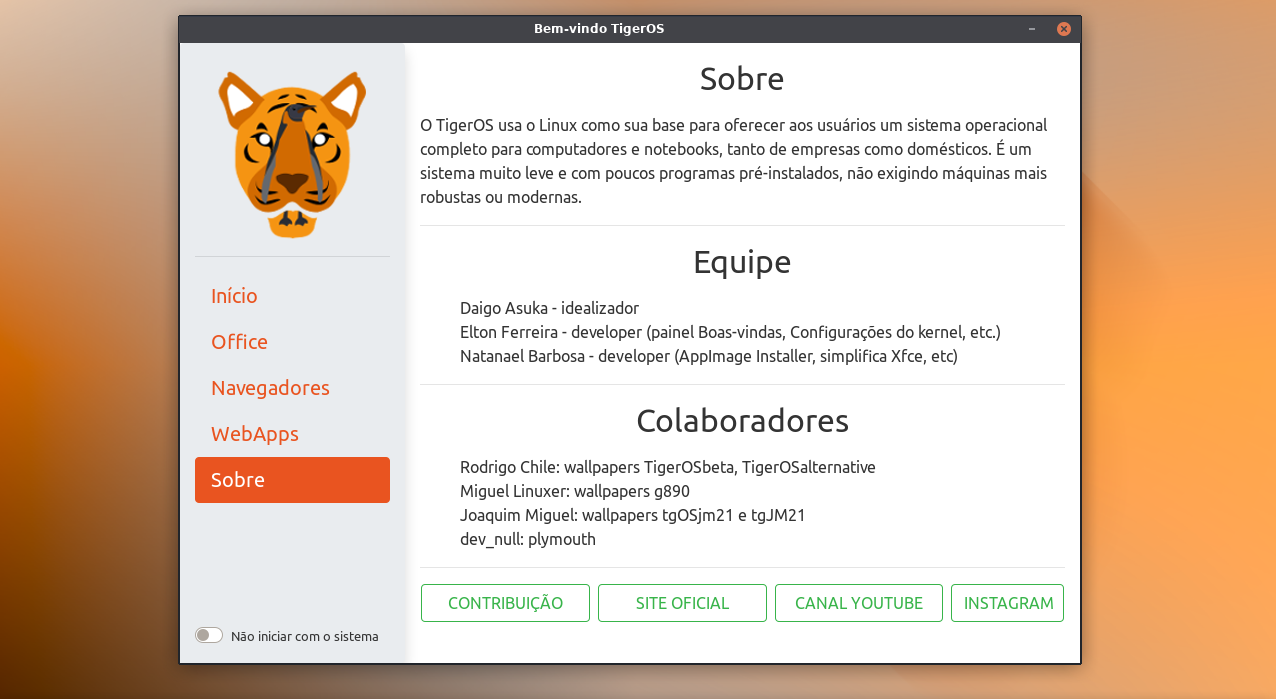 Bem-vindo TigerOS
Início
Office
Navegadores
WebApps
Sobre
Não iniciar com o sistema
Sobre
O TigerOS usa o Linux como sua base para oferecer aos usuários um sistema operacional
completo para computadores e notebooks, tanto de empresas como domésticos. É um
sistema muito leve e com poucos programas pré-instalados, não exigindo máquinas mais
robustas ou modernas.
Equipe
Daigo Asuka - idealizador
Elton Ferreira - developer (painel Boas-vindas, Configurações do kernel, etc.)
Natanael Barbosa - developer (AppImage Installer, simplifica Xfce, etc)
Colaboradores
Rodrigo Chile: wallpapers TigerOSbeta, TigerOSalternative
Miguel Linuxer: wallpapers g890
Joaquim Miguel: wallpapers tgOSjm21 e tgJM21
dev_null: plymouth
CONTRIBUIÇÃO
SITE OFICIAL
CANAL YOUTUBE
INSTAGRAM